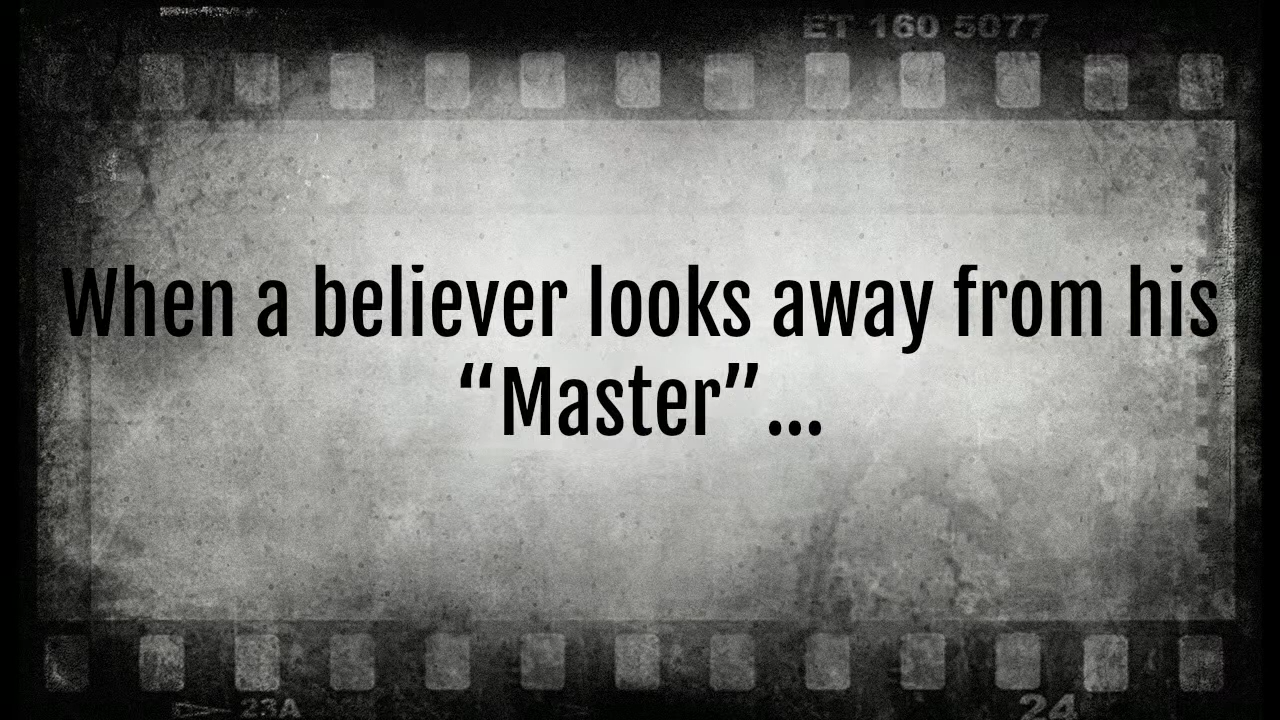 ET 160 5077
When a believer looks away from his
“Master”...
23A
24